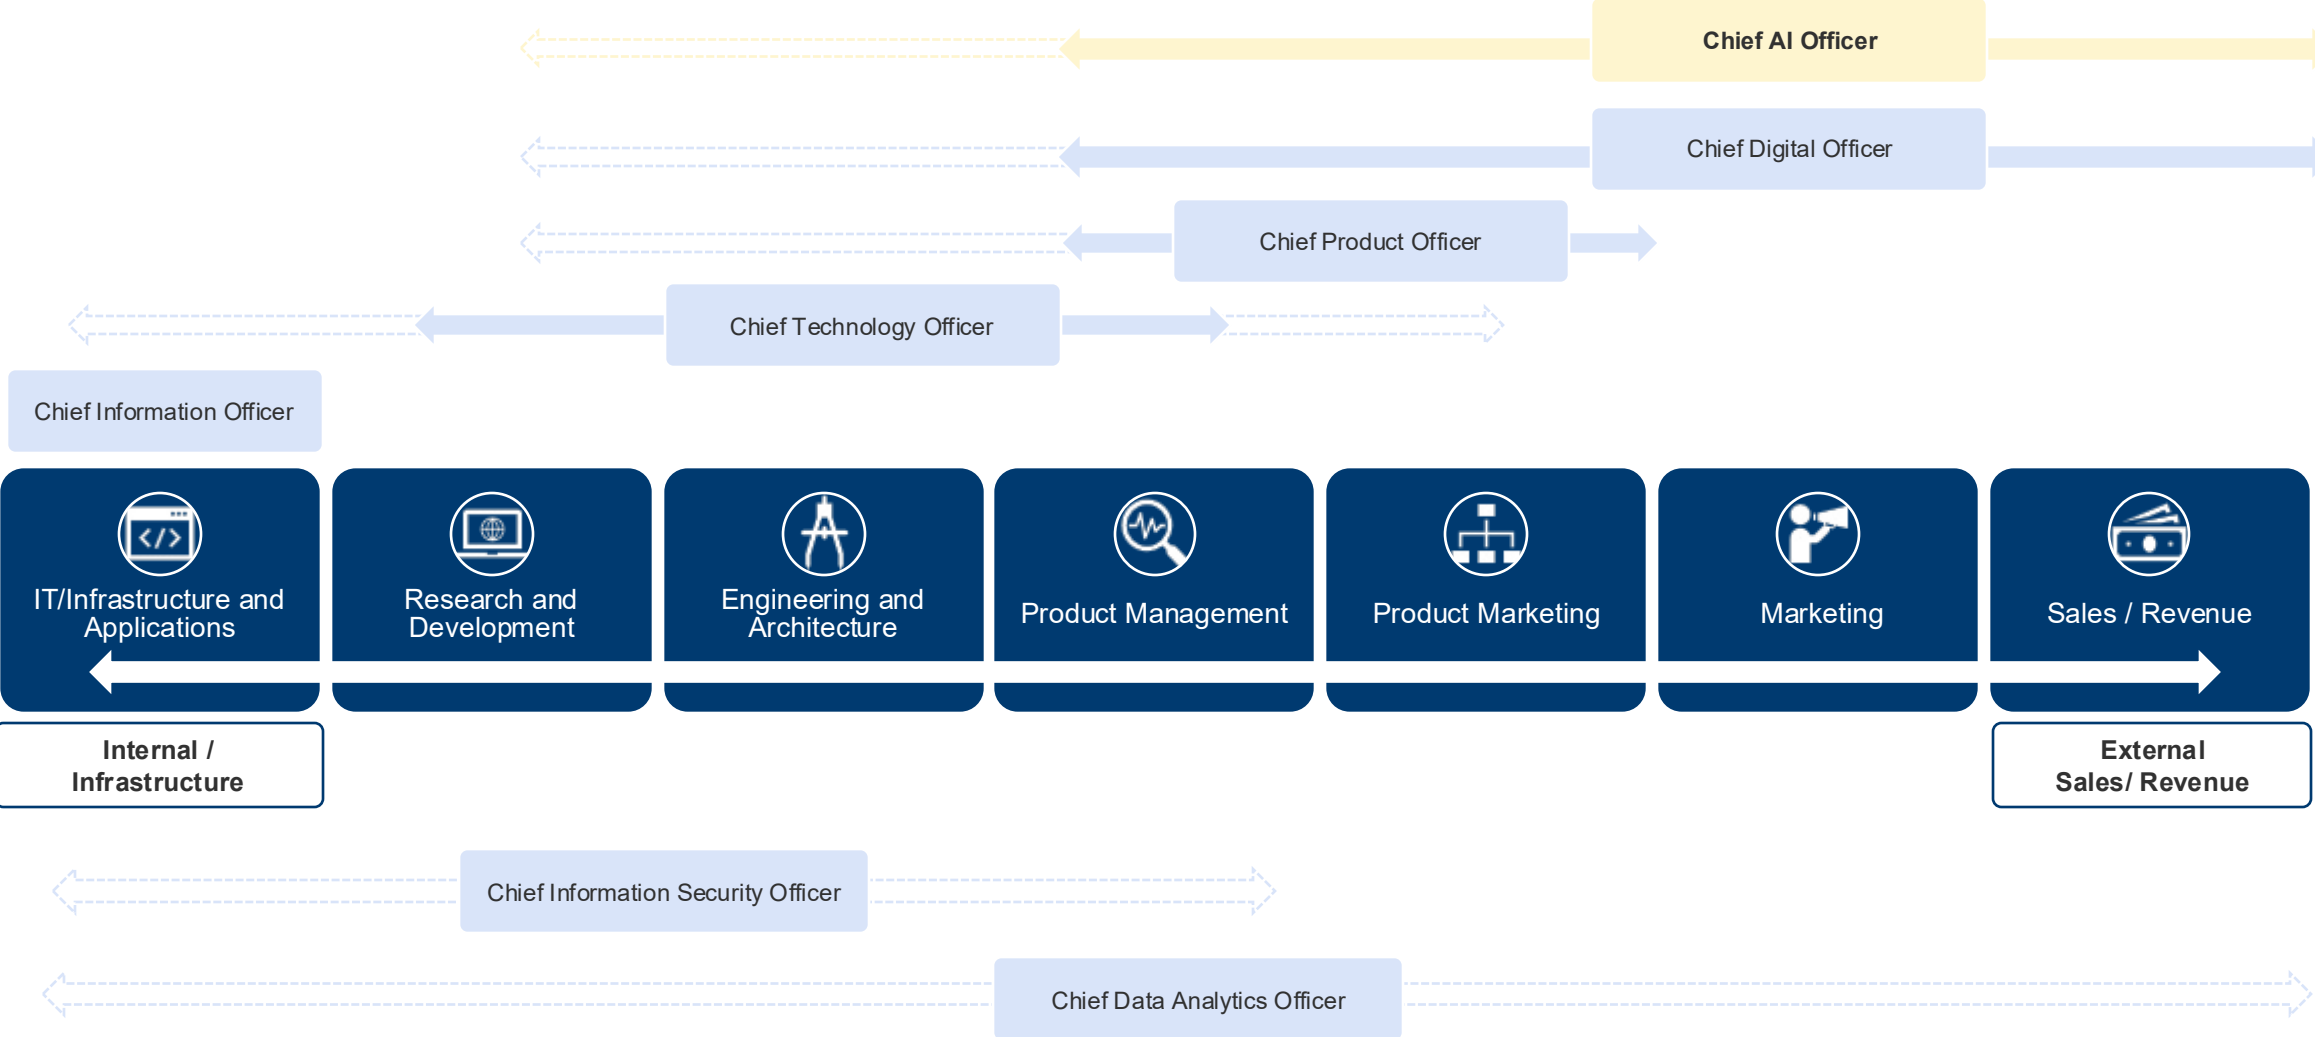 Chief AI Officer
Chief Digital Officer
Chief Product Officer
Chief Technology Officer
Chief Information Officer
IT/Infrastructure and
Applications
Research and
Development
Engineering and
Architecture
Product Management
Product Marketing
Marketing
Sales / Revenue
Internal /
Infrastructure
External
Sales/ Revenue
Chief Information Security Officer
Chief Data Analytics Officer